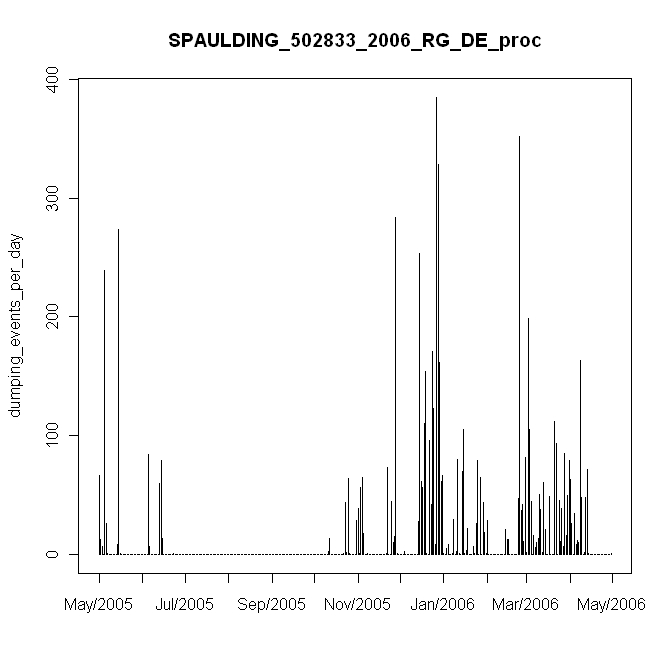 SPAULDING_502833_2006_RG_DE_proc
dumping_events_per_day
400
300
200
100
0
May/2005 Jul/2005 Sep/2005 Nov/2005 Jan/2006 Mar/2006 May/2006